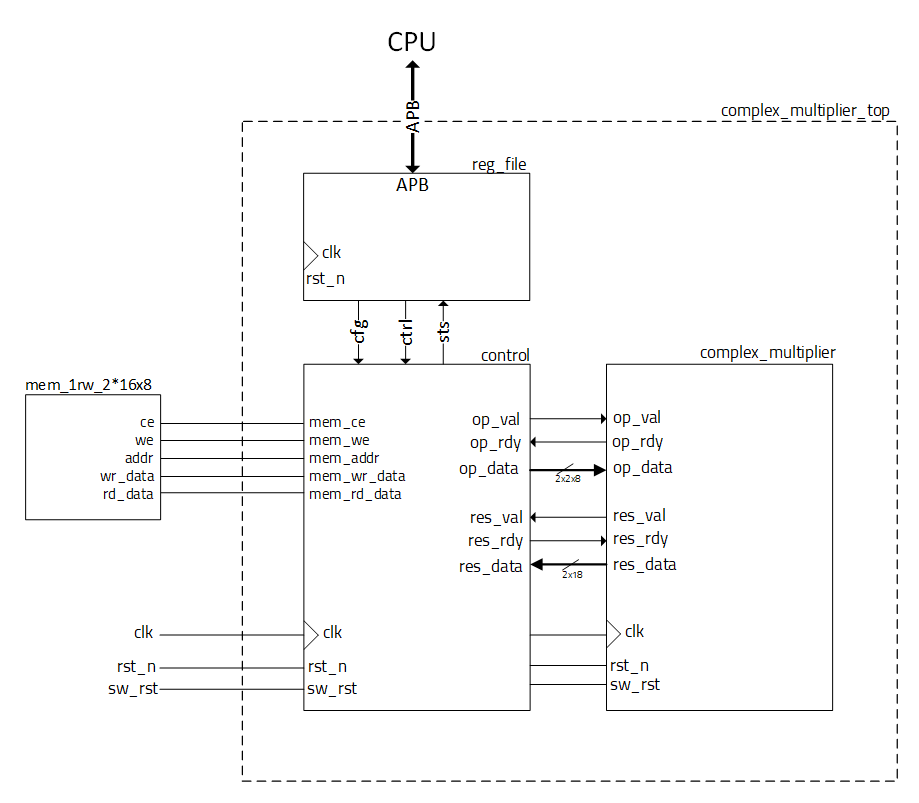 CPU
APB
complex_multiplier_top
reg_file
APB
clk
rst_n
cfg
ctrl
sts
control
complex_multiplier
mem_1rw_2*16x8
ce
we
addr
wr_data
rd_data
mem_ce
mem_we
mem_addr
mem_wr_data
mem_rd_data
op_val
op_rdy
op_data
2x2x8
op_val
op_rdy
op_data
res_val
res_rdy
res_data
2x18
res_val
res_rdy
res_data
clk
rst_n
sw_rst
clk
rst_n
sw_rst
clk
rst_n
sw_rst